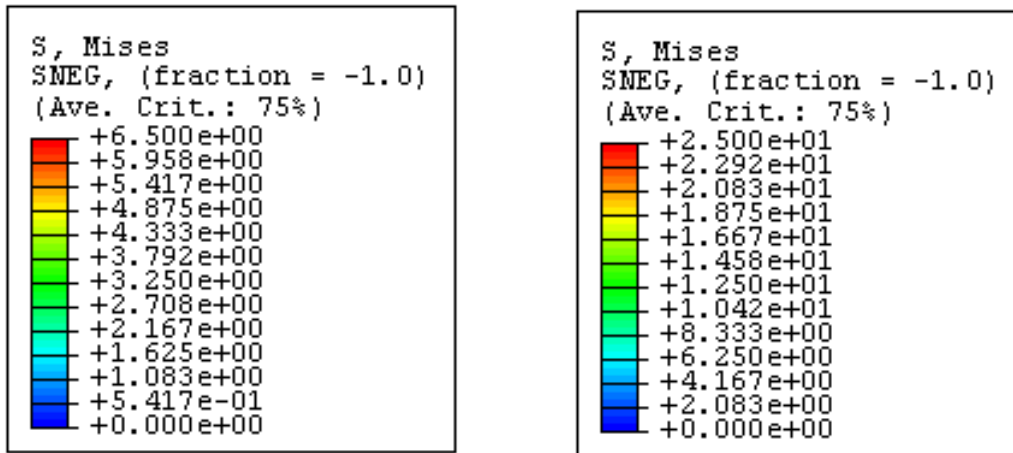 S, Mises
SNEG, (fraction = -1.0)
(Ave. Crit.: 75%)
+6.500e+00
+5.958e+00
+5.417e+00
+4.875e+00
+4.333e+00
+3.792e+00
+3.250e+00
+2.708e+00
+2.167e+00
+1.625e+00
+1.083e+00
+5.417e-01
+0.000e+00
S, Mises
SNEG, (fraction = -1.0)
(Ave. Crit.: 75%)
+2.500e+01
+2.292e+01
+2.083e+01
+1.875e+01
+1.667e+01
+1.458e+01
+1.250e+01
+1.042e+01
+8.333e+00
+6.250e+00
+4.167e+00
+2.083e+00
+0.000e+00